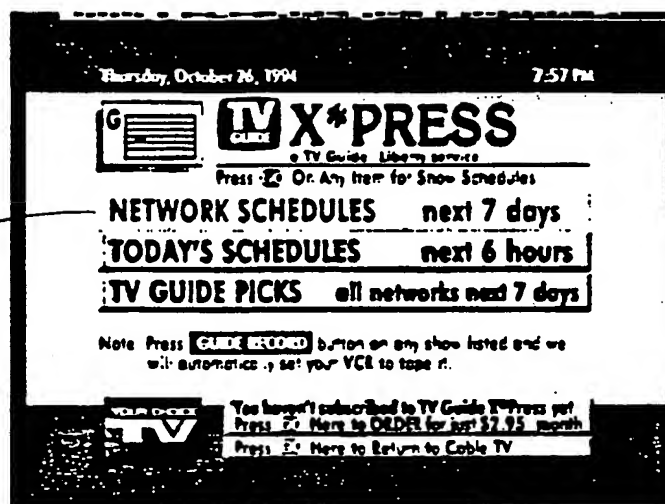 Thursday, October 26, 1994 7:57 PM
G TV GUIDE X*PRESS
a TV Guide Liberty service
Press Or Any Item for Show Schedules
NETWORK SCHEDULES next 7 days
TODAY'S SCHEDULES next 6 hours
TV GUIDE PICKS all networks next 7 days
Note Press GUIDE RECORD button on any show listed and we
will automatically set your VCR to tape it.
TV
You haven't subscribed to TV Guide X*Press yet
Press Here to ORDER for just $2.95 month
Press Here to Return to Cable TV